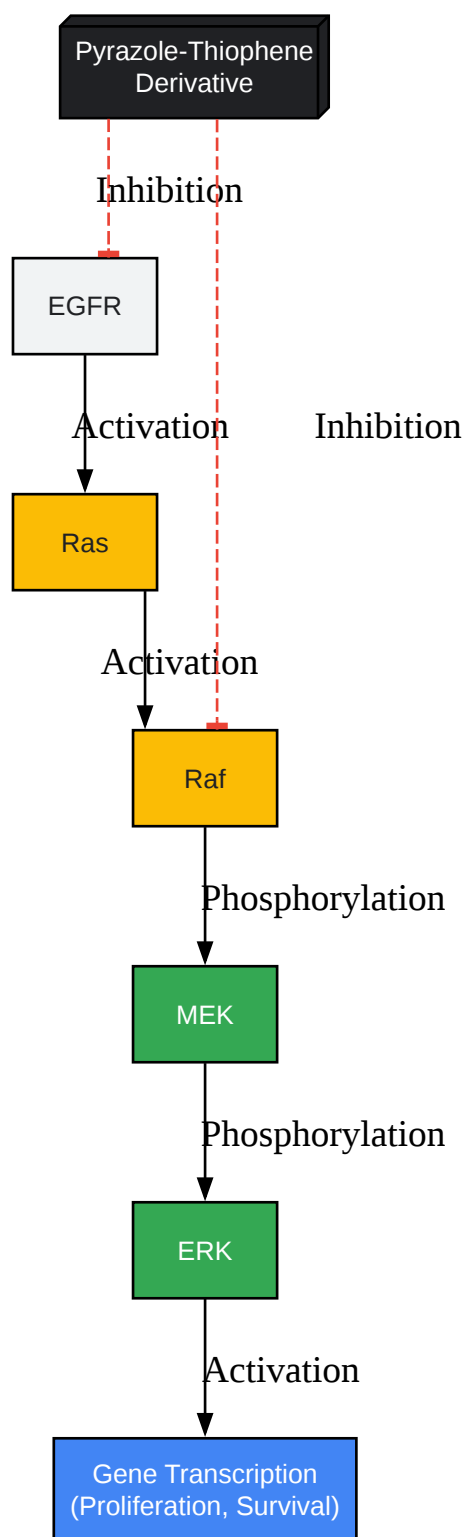 Pyrazole-Thiophene
Derivative
Inhibition
EGFR
Activation
Inhibition
Ras
Activation
Raf
Phosphorylation
MEK
Phosphorylation
ERK
Activation
Gene Transcription
(Proliferation, Survival)